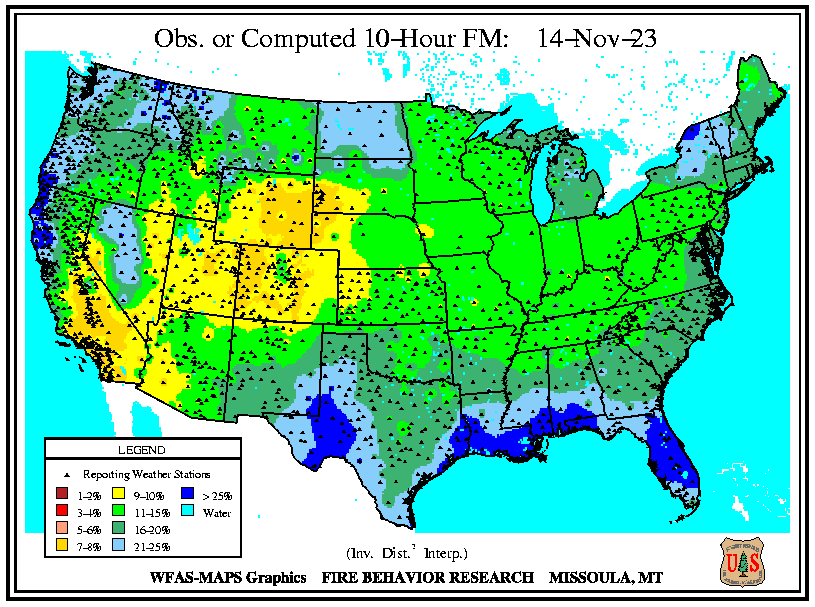 Obs. or Computed 10-Hour FM: 14-Nov-23
LEGEND
Reporting Weather Stations
1-2% 9-10% > 25%
3-4% 11-15% Water
5-6% 16-20%
7-8% 21-25%
(Inv. Dist.² Interp.)
WFAS-MAPS Graphics FIRE BEHAVIOR RESEARCH MISSOULA, MT
U S